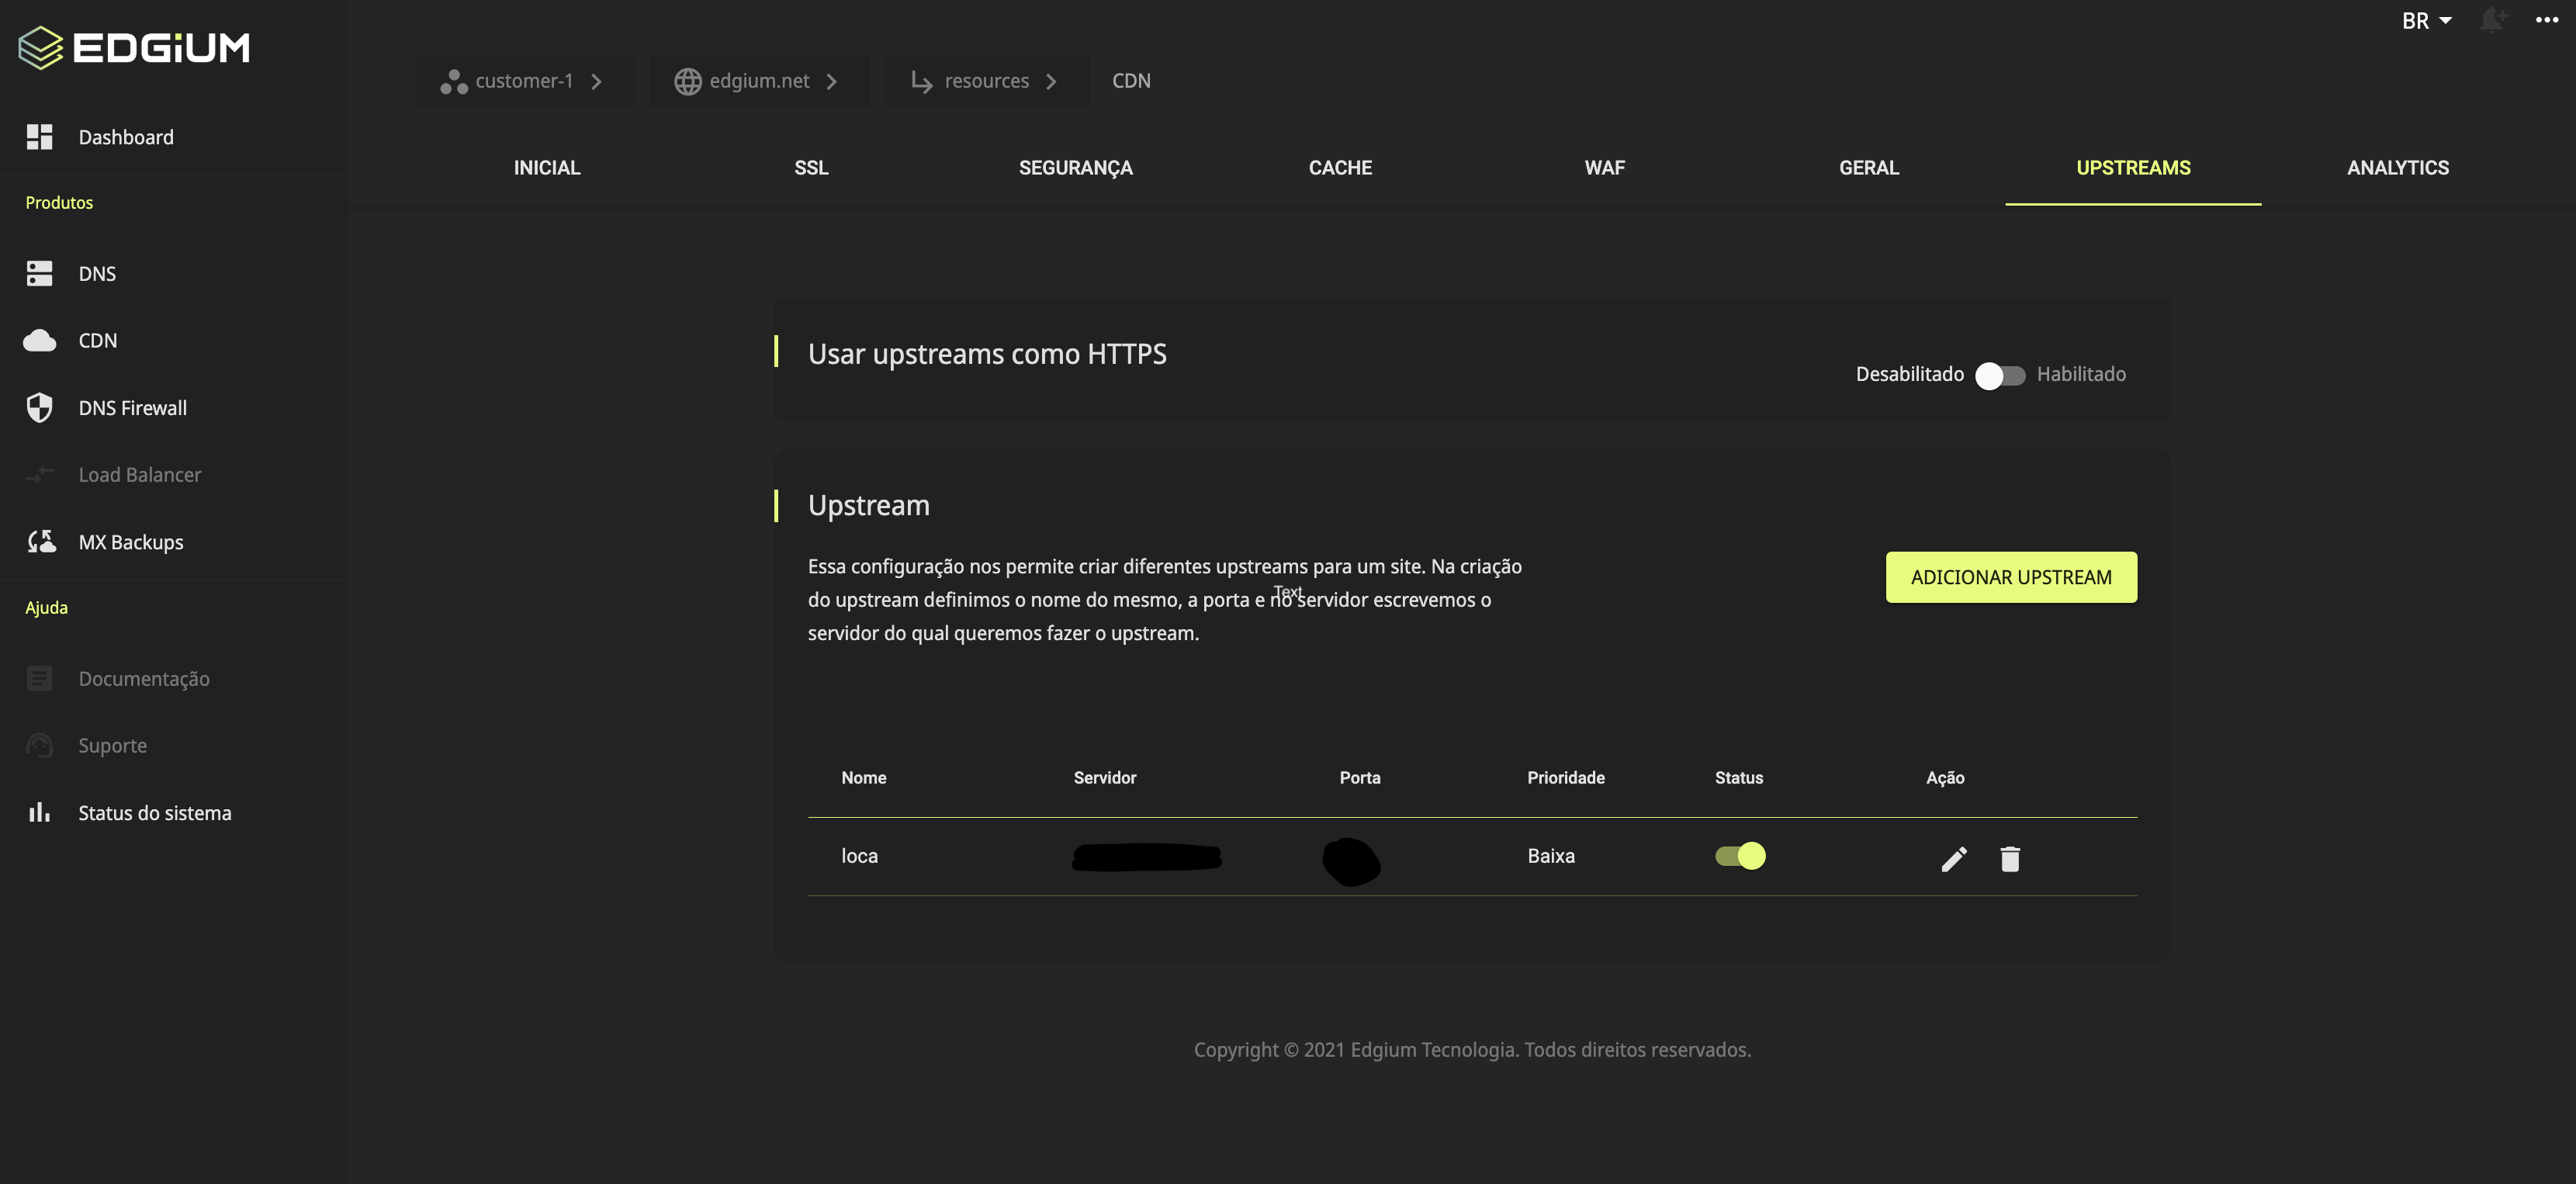 EDGiUM
BR
customer-1
edgium.net
resources
CDN
Dashboard
INICIAL
SSL
SEGURANÇA
CACHE
WAF
GERAL
UPSTREAMS
ANALYTICS
Produtos
DNS
CDN
DNS Firewall
Load Balancer
MX Backups
Ajuda
Documentação
Suporte
Status do sistema
Usar upstreams como HTTPS
Desabilitado
Habilitado
Upstream
Essa configuração nos permite criar diferentes upstreams para um site. Na criação
do upstream definimos o nome do mesmo, a porta e no servidor escrevemos o
servidor do qual queremos fazer o upstream.
Text
ADICIONAR UPSTREAM
Nome
Servidor
Porta
Prioridade
Status
Ação
loca
Baixa
Copyright © 2021 Edgium Tecnologia. Todos direitos reservados.